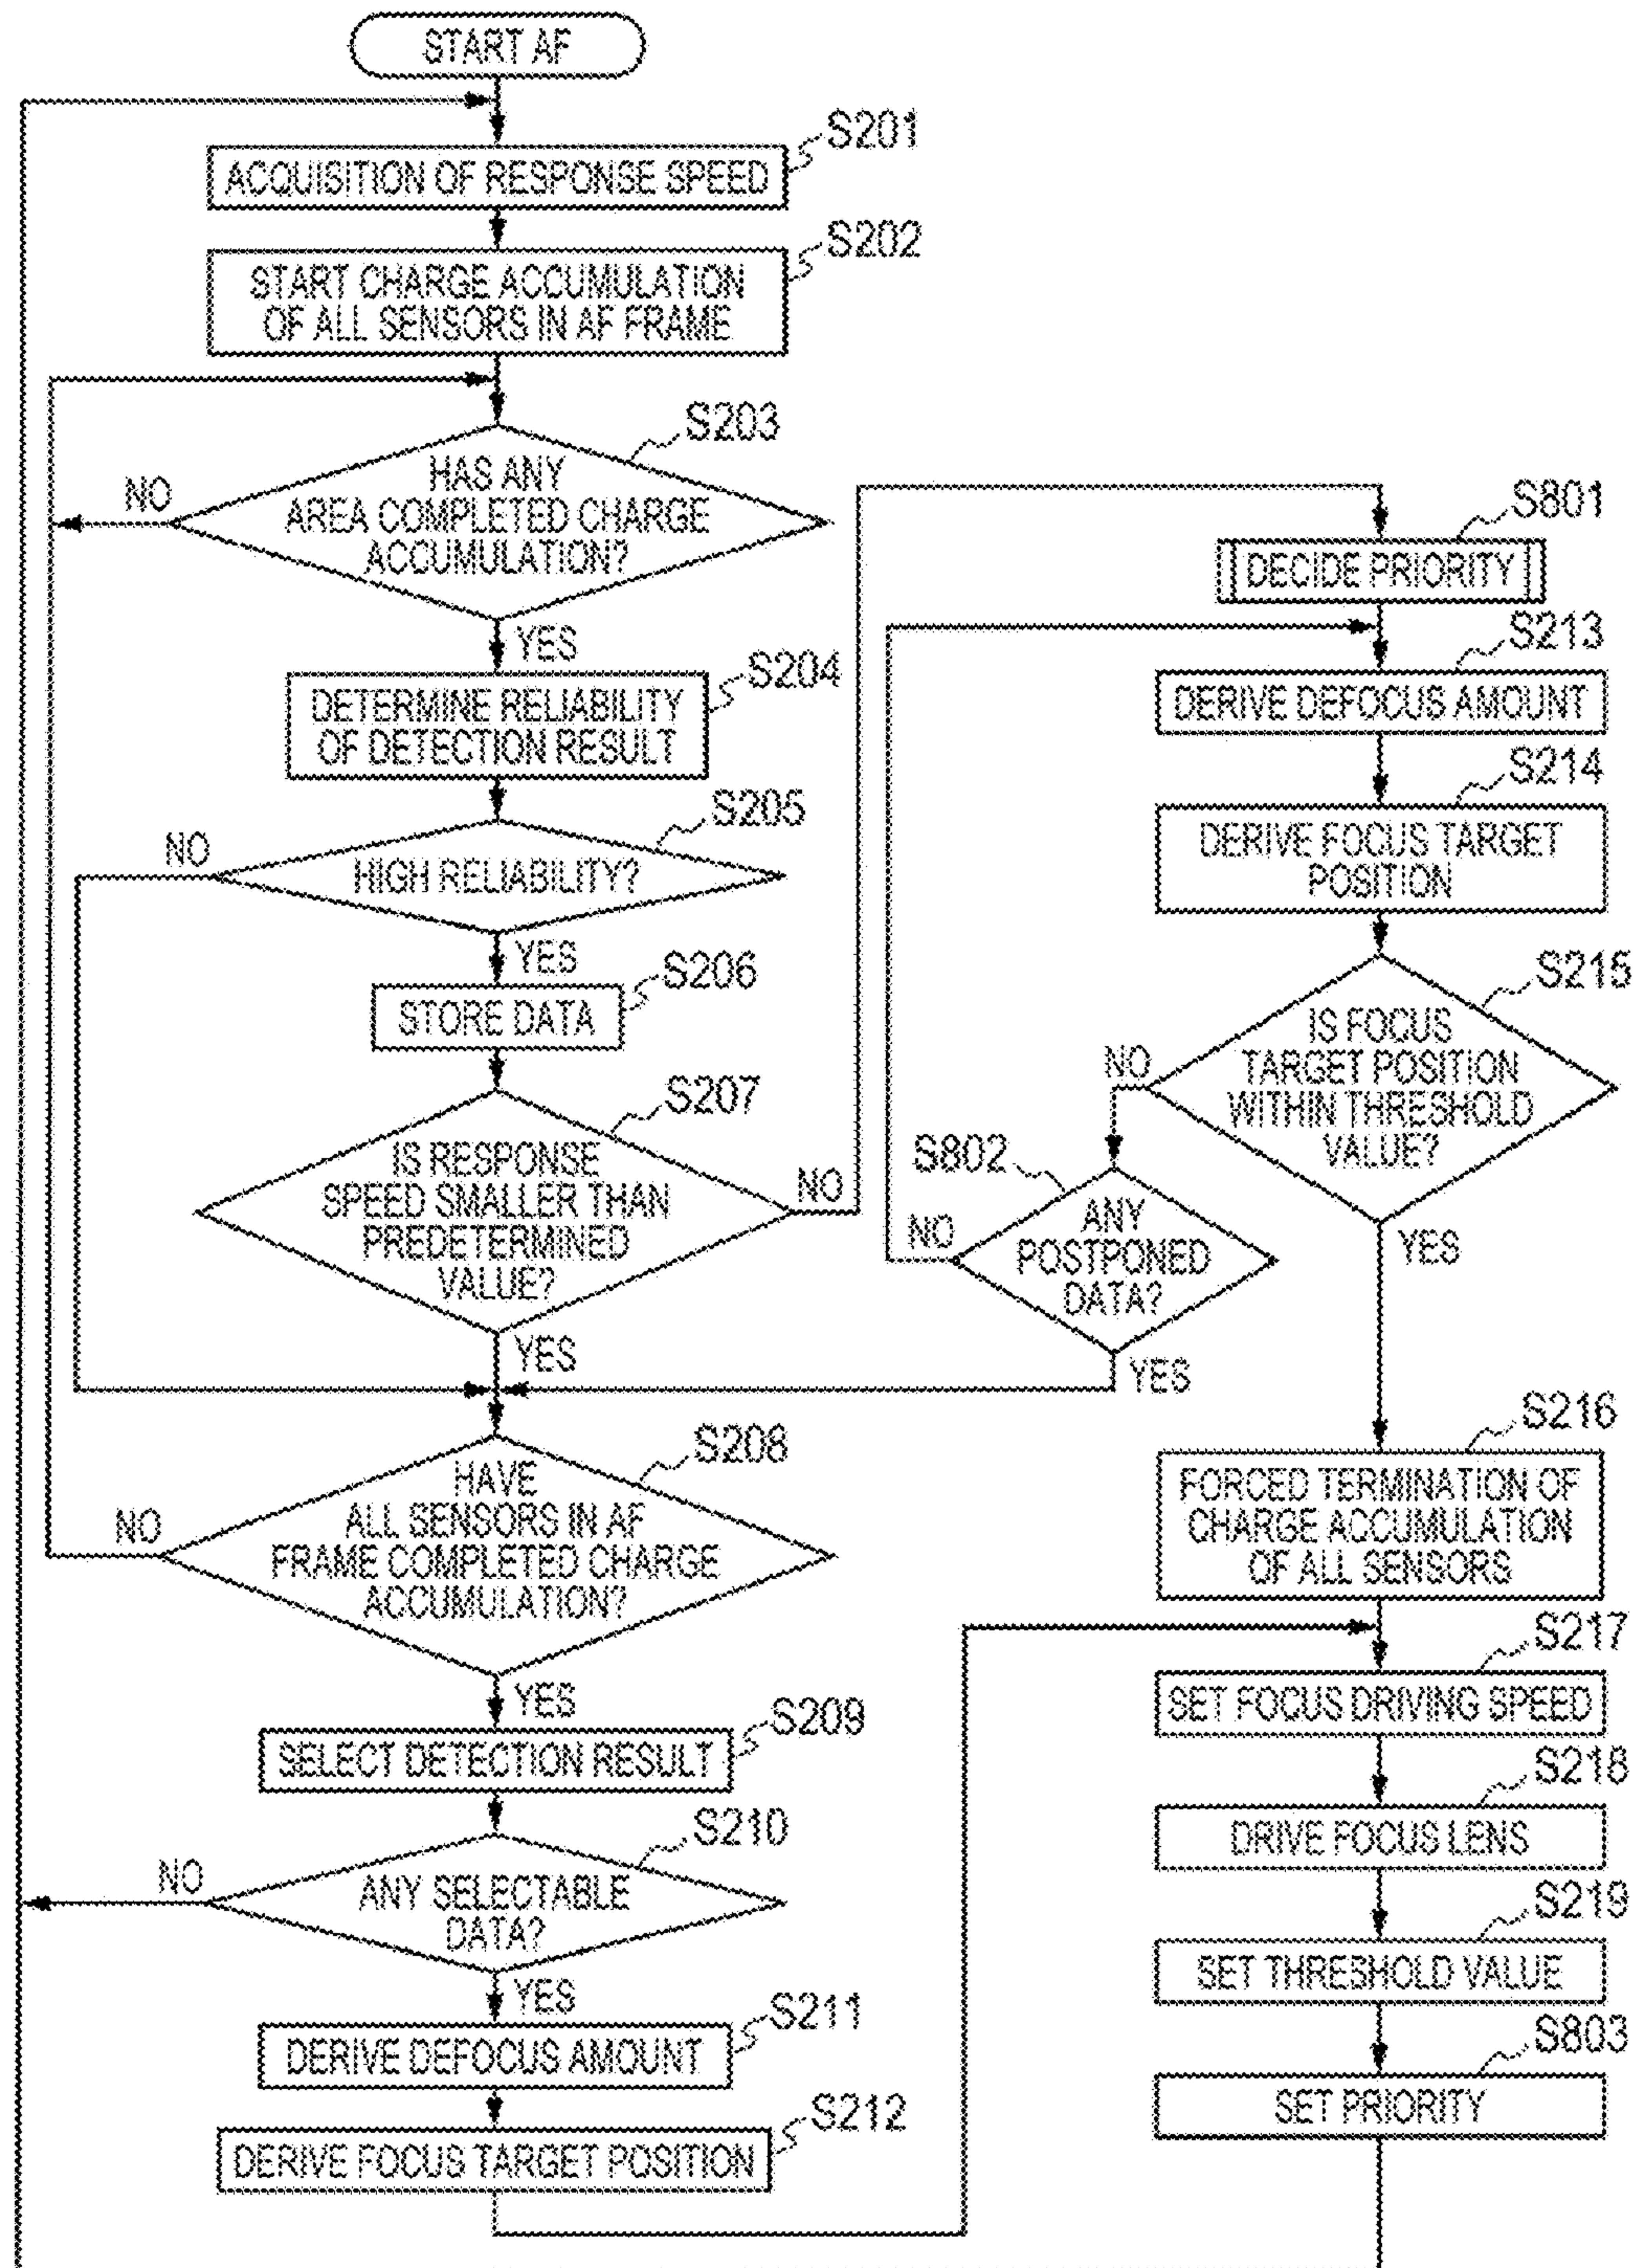 START AF
S201
ACQUISITION OF RESPONSE SPEED
S202
START CHARGE ACCUMULATION
OF ALL SENSORS IN AF FRAME
S203
HAS ANY
AREA COMPLETED CHARGE
ACCUMULATION?
NO
YES
S204
DETERMINE RELIABILITY
OF DETECTION RESULT
S205
HIGH RELIABILITY?
NO
YES
S206
STORE DATA
S207
IS RESPONSE
SPEED SMALLER THAN
PREDETERMINED
VALUE?
NO
YES
S208
HAVE
ALL SENSORS IN AF
FRAME COMPLETED CHARGE
ACCUMULATION?
NO
YES
S209
SELECT DETECTION RESULT
S210
ANY SELECTABLE
DATA?
NO
YES
S211
DERIVE DEFOCUS AMOUNT
S212
DERIVE FOCUS TARGET POSITION
S801
DECIDE PRIORITY
S213
DERIVE DEFOCUS AMOUNT
S214
DERIVE FOCUS TARGET
POSITION
S215
IS FOCUS
TARGET POSITION
WITHIN THRESHOLD
VALUE?
NO
YES
S802
ANY
POSTPONED
DATA?
NO
YES
S216
FORCED TERMINATION OF
CHARGE ACCUMULATION
OF ALL SENSORS
S217
SET FOCUS DRIVING SPEED
S218
DRIVE FOCUS LENS
S219
SET THRESHOLD VALUE
S803
SET PRIORITY